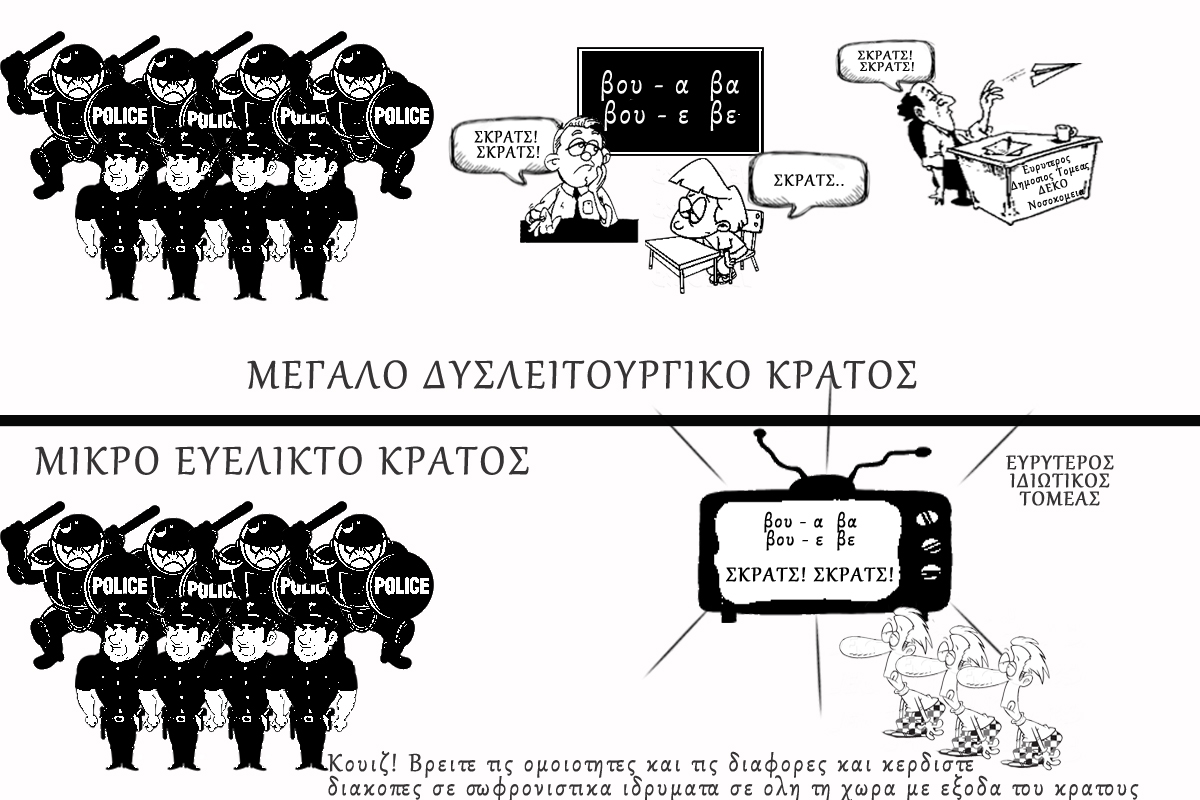 POLICE
POLICE
POLICE
POLICE
ΣΚΡΑΤΣ!
ΣΚΡΑΤΣ!
βου - α βα
βου - ε βε
ΣΚΡΑΤΣ..
ΣΚΡΑΤΣ!
ΣΚΡΑΤΣ!
Ευρυτερος
Δημοσιος Τομεας
ΔΕΚΟ
Νοσοκομεια
ΜΕΓΑΛΟ ΔΥΣΛΕΙΤΟΥΡΓΙΚΟ ΚΡΑΤΟΣ
ΜΙΚΡΟ ΕΥΕΛΙΚΤΟ ΚΡΑΤΟΣ
POLICE
POLICE
POLICE
POLICE
βου - α βα
βου - ε βε
ΣΚΡΑΤΣ! ΣΚΡΑΤΣ!
ΕΥΡΥΤΕΡΟΣ
ΙΔΙΩΤΙΚΟΣ
ΤΟΜΕΑΣ
Κουιζ! Βρειτε τις ομοιοτητες και τις διαφορες και κερδιστε
διακοπες σε σωφρονιστικα ιδρυματα σε ολη τη χωρα με εξοδα του κρατους